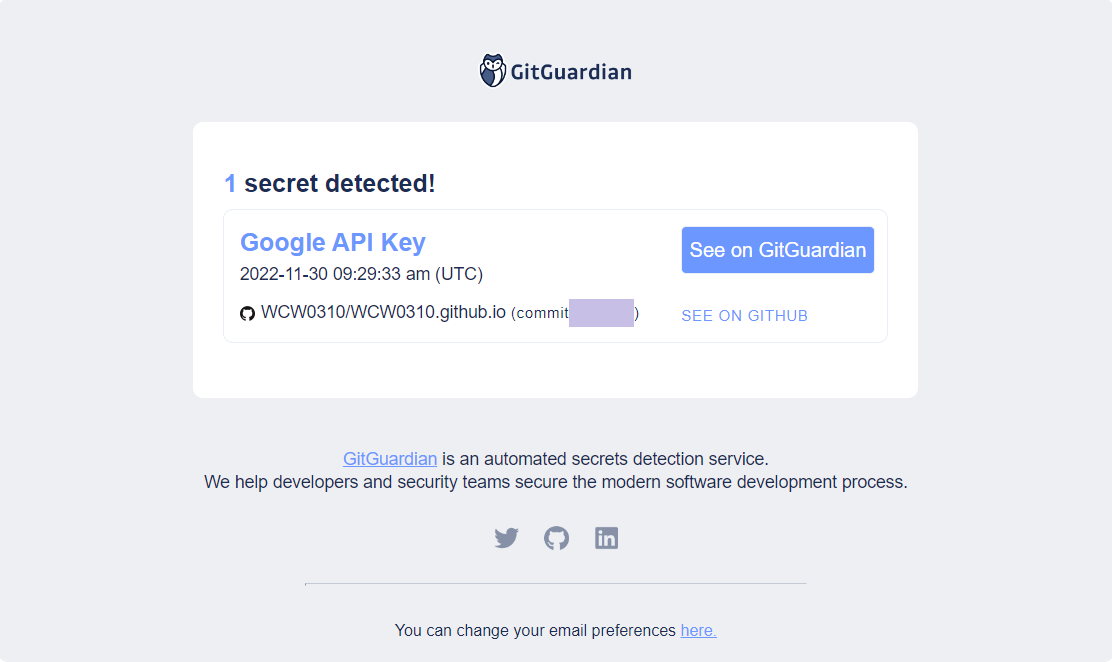 GitGuardian
1 secret detected!
Google API Key
See on GitGuardian
2022-11-30 09:29:33 am (UTC)
WCW0310/WCW0310.github.io (commit )
SEE ON GITHUB
GitGuardian is an automated secrets detection service.
We help developers and security teams secure the modern software development process.
in
You can change your email preferences here.